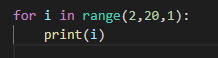 for i in range(2,20,1):
    print(i)